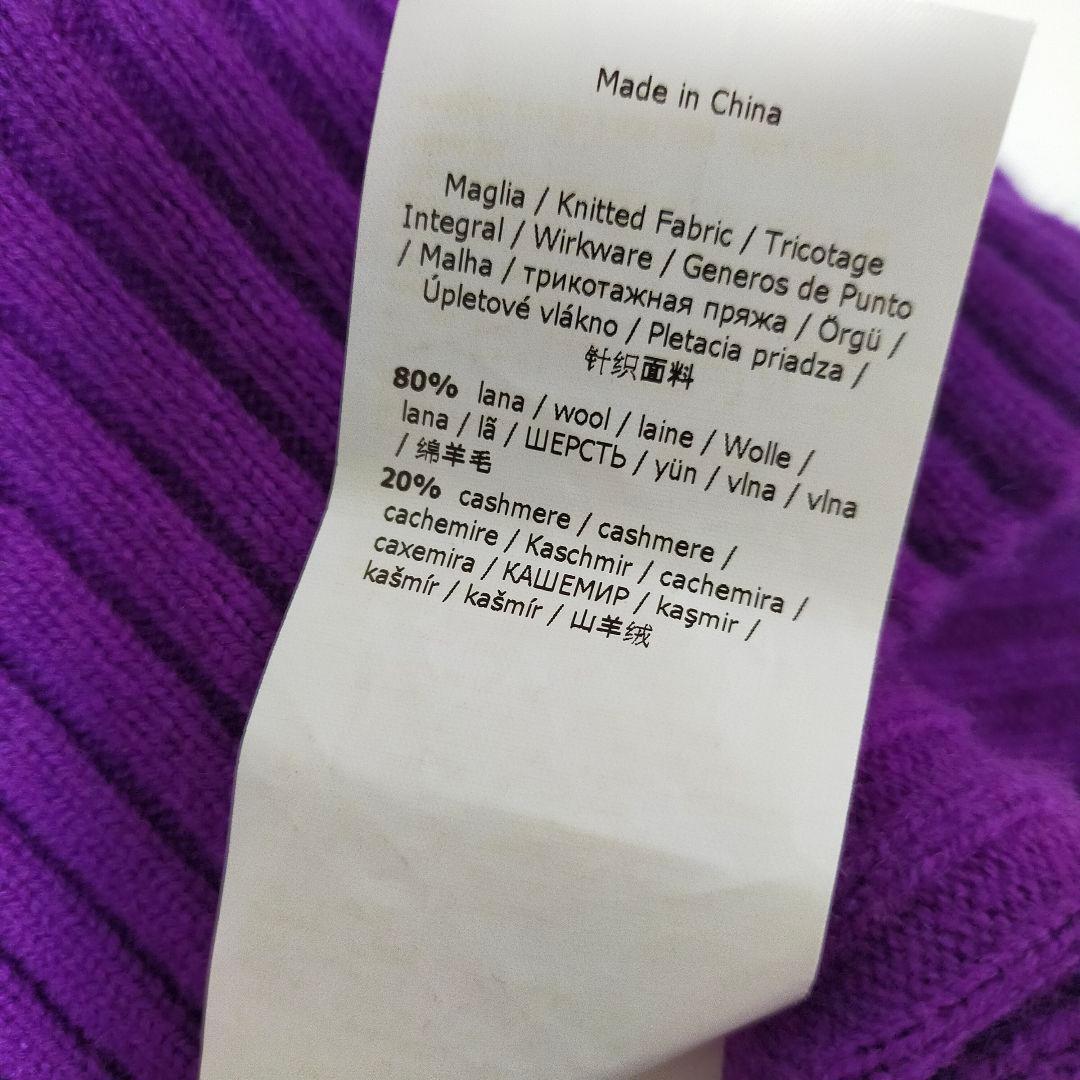 Made in China
Maglia / Knitted Fabric / Tricotage
Integral / Wirkware / Generos de Punto
/ Malha / трикотажная пряжа / Örgü /
Úpletové vlákno / Pletacia priadza /
针织面料
80% lana / wool / laine / Wolle /
lana / lã / ШЕРСТЬ / yün / vlna / vlna
/ 绵羊毛
20% cashmere / cashmere /
cachemire / Kaschmir / cachemira /
caxemira / КАШЕМИР / kaşmir /
kašmír / kašmír / 山羊绒